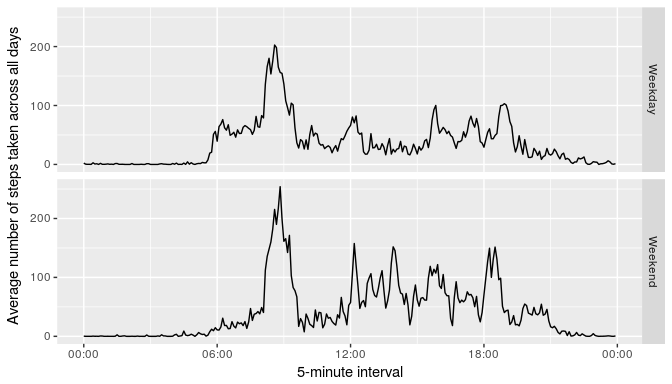 Average number of steps taken across all days
200
100
0
Weekday
200
100
0
Weekend
00:00 06:00 12:00 18:00 00:00
5-minute interval